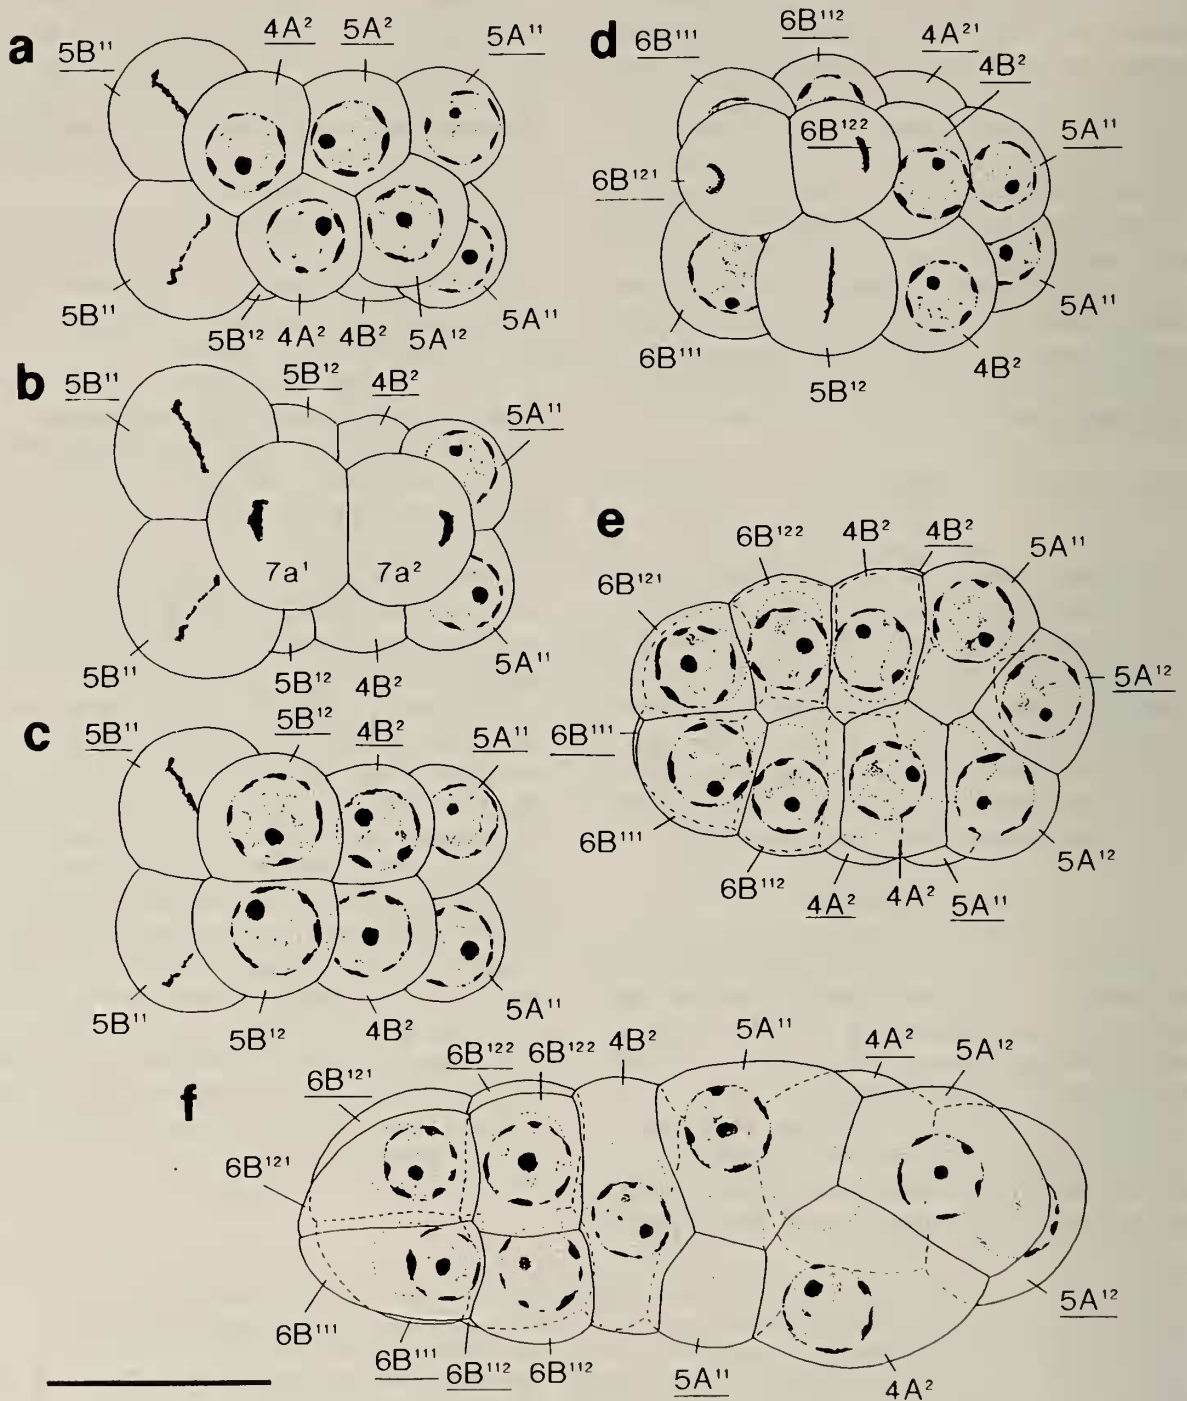 a
5B¹¹ 4A² 5A² 5A¹¹
5B¹¹ 5B¹² 4A² 4B² 5A¹² 5A¹¹
b
5B¹¹ 5B¹² 4B² 5A¹¹
7a¹ 7a²
5B¹¹ 5B¹² 4B² 5A¹¹
c
5B¹¹ 5B¹² 4B² 5A¹¹
5B¹¹ 5B¹² 4B² 5A¹¹
d
6B¹¹¹ 6B¹¹² 4A²¹ 4B²
6B¹²² 5A¹¹
6B¹²¹
6B¹¹¹ 5B¹² 4B² 5A¹¹
e
6B¹²¹ 6B¹²² 4B² 4B² 5A¹¹
6B¹¹¹ 5A¹²
6B¹¹¹ 6B¹¹² 4A² 4A² 5A¹¹ 5A¹²
f
6B¹²¹ 6B¹²² 6B¹²² 4B² 5A¹¹ 4A² 5A¹²
6B¹²¹
6B¹¹¹ 6B¹¹¹ 6B¹¹² 6B¹¹² 5A¹¹ 4A² 5A¹²